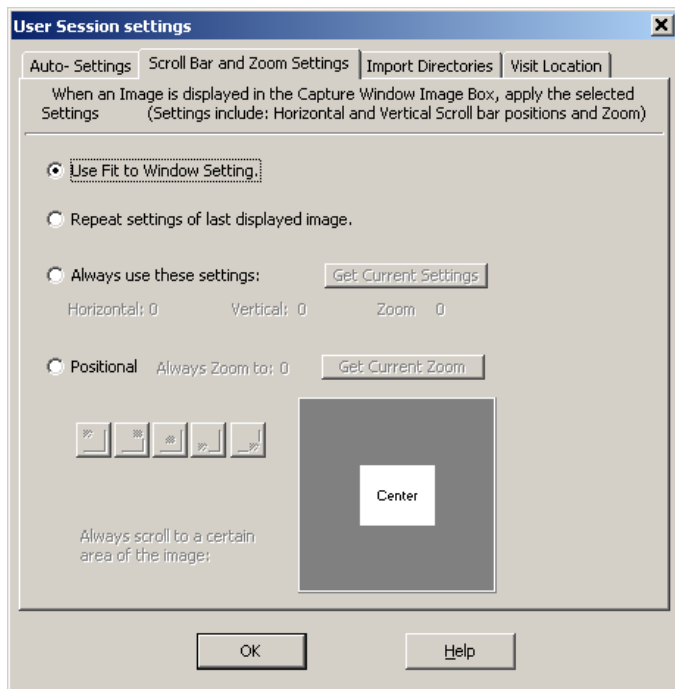 User Session settings
Auto- Settings Scroll Bar and Zoom Settings Import Directories Visit Location
When an Image is displayed in the Capture Window Image Box, apply the selected
Settings (Settings include: Horizontal and Vertical Scroll bar positions and Zoom)
Use Fit to Window Setting.
Repeat settings of last displayed image.
Always use these settings: Get Current Settings
Horizontal: 0 Vertical: 0 Zoom 0
Positional Always Zoom to: 0 Get Current Zoom
Center
Always scroll to a certain
area of the image:
OK Help